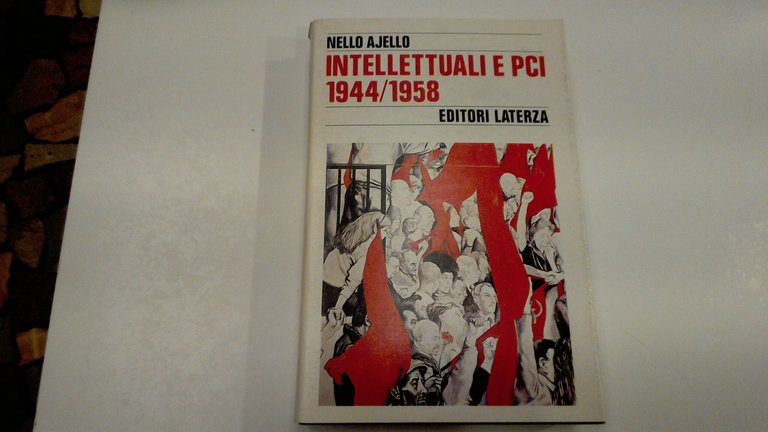 NELLO AJELLO
INTELLETTUALI E PCI
1944/1958
EDITORI LATERZA